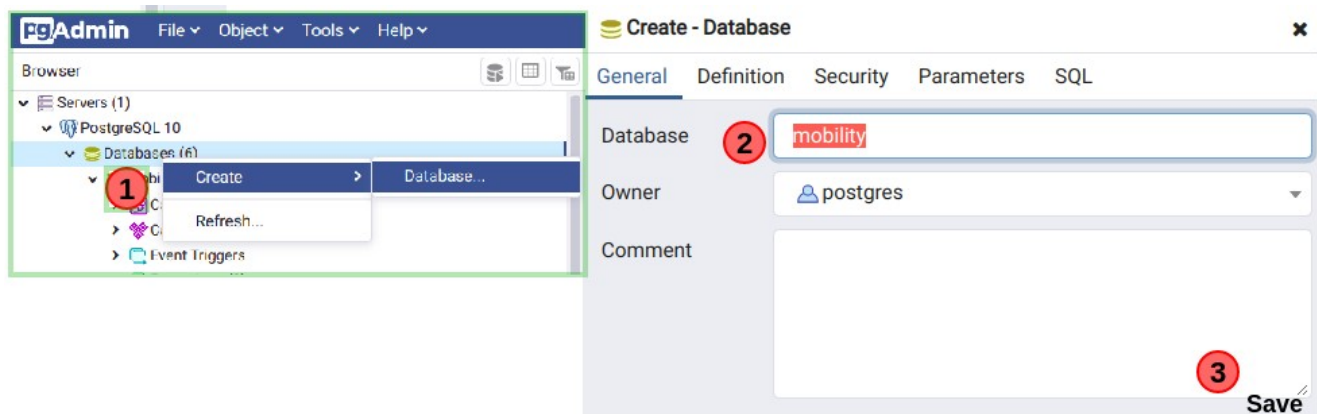 pgAdmin File Object Tools Help
Browser
Servers (1)
PostgreSQL 10
Databases (6)
1
Create Database...
Refresh...
Event Triggers
Create - Database
General Definition Security Parameters SQL
Database 2 mobility
Owner postgres
Comment
3
Save